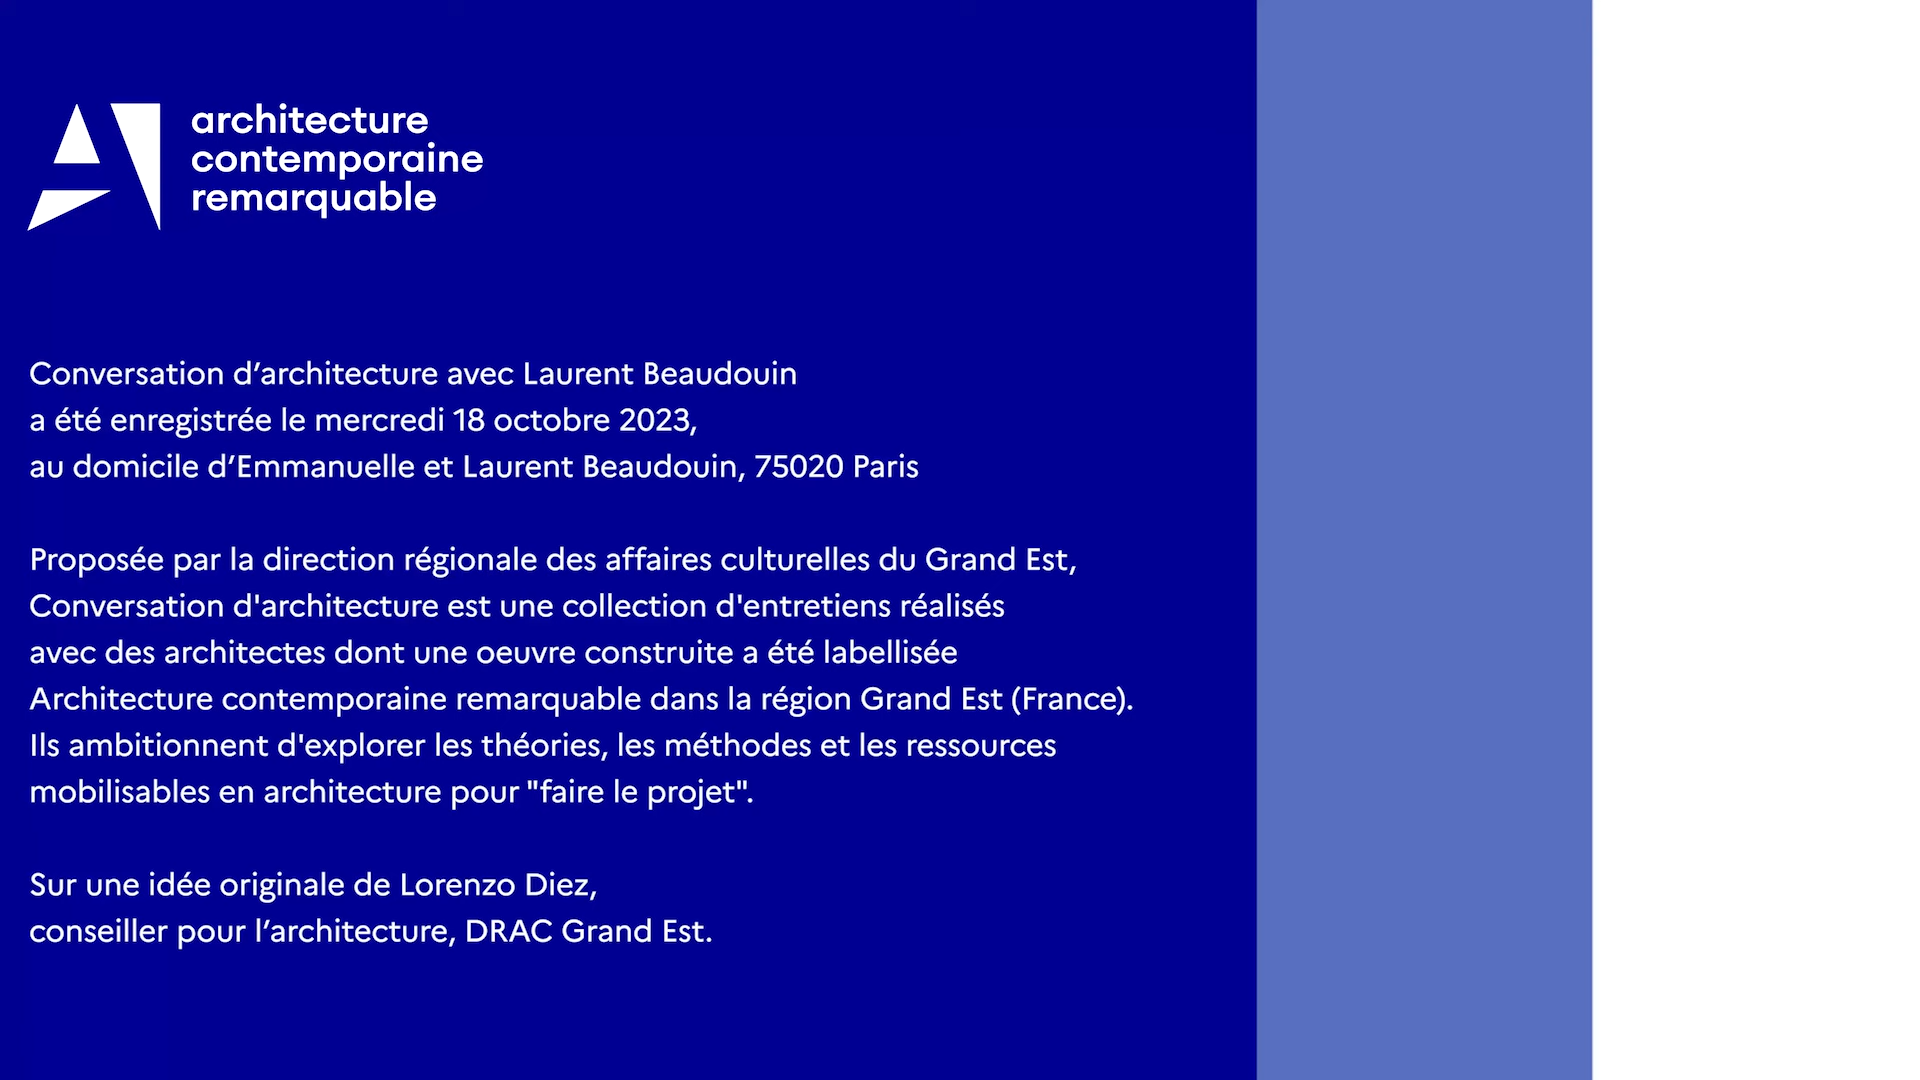 architecture
contemporaine
remarquable
Conversation d’architecture avec Laurent Beaudouin
a été enregistrée le mercredi 18 octobre 2023,
au domicile d’Emmanuelle et Laurent Beaudouin, 75020 Paris
Proposée par la direction régionale des affaires culturelles du Grand Est,
Conversation d'architecture est une collection d'entretiens réalisés
avec des architectes dont une oeuvre construite a été labellisée
Architecture contemporaine remarquable dans la région Grand Est (France).
Ils ambitionnent d'explorer les théories, les méthodes et les ressources
mobilisables en architecture pour "faire le projet".
Sur une idée originale de Lorenzo Diez,
conseiller pour l’architecture, DRAC Grand Est.